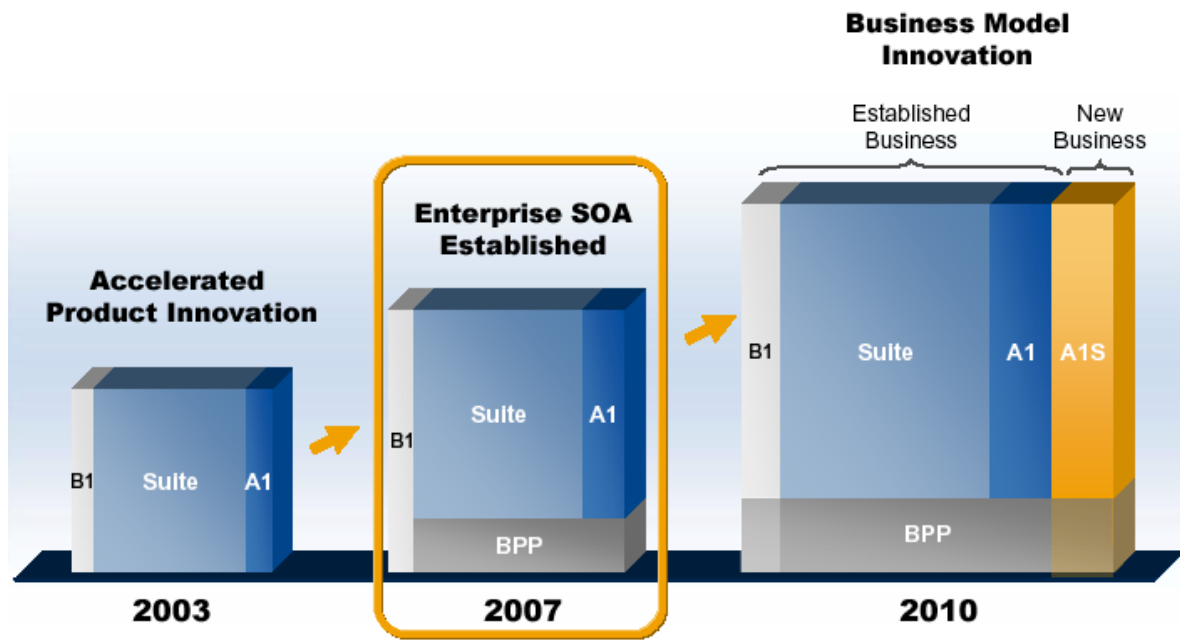 Business Model
Innovation
Established
Business
New
Business
Enterprise SOA
Established
Accelerated
Product Innovation
B1
Suite
A1
B1
Suite
A1
BPP
B1
Suite
A1
A1S
BPP
2003
2007
2010